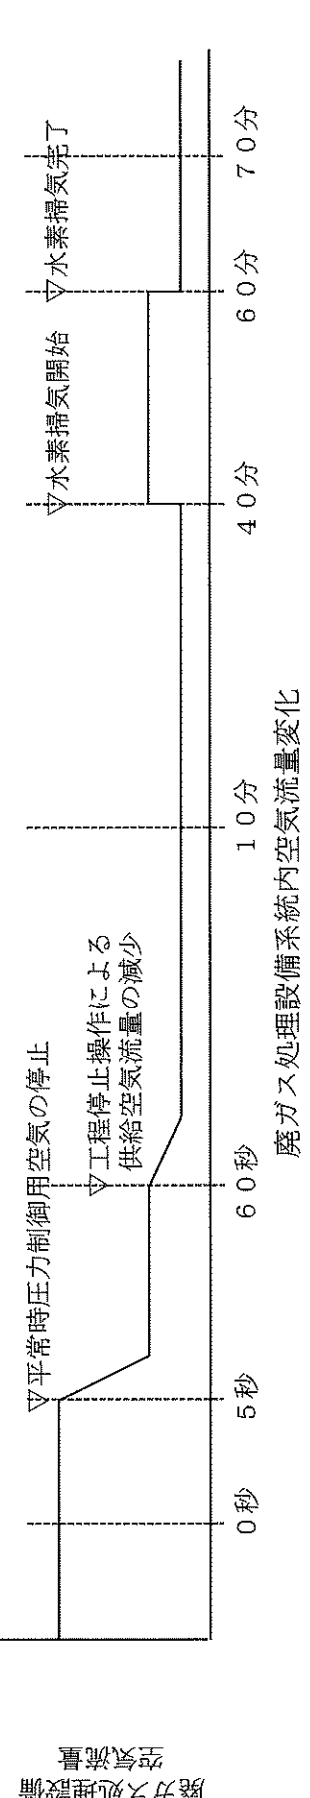 廃ガス処理設備
空気流量
▽平常時圧力制御用空気の停止
▽工程停止操作による
供給空気流量の減少
▽水素掃気開始
▽水素掃気完了
0秒
5秒
60秒
10分
40分
60分
70分
廃ガス処理設備系統内空気流量変化